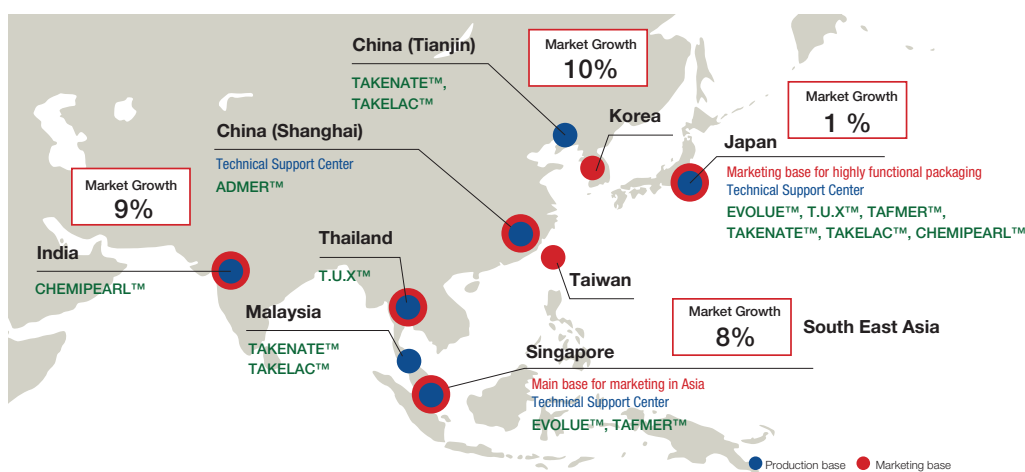 China (Tianjin)
TAKENATE™,
TAKELAC™
Market Growth
10%
Korea
Market Growth
1 %
Japan
Marketing base for highly functional packaging
Technical Support Center
EVOLUE™, T.U.X™, TAFMER™,
TAKENATE™, TAKELAC™, CHEMIPEARL™
China (Shanghai)
Technical Support Center
ADMER™
Market Growth
9%
India
CHEMIPEARL™
Thailand
T.U.X™
Taiwan
Malaysia
TAKENATE™
TAKELAC™
Market Growth
8%
South East Asia
Singapore
Main base for marketing in Asia
Technical Support Center
EVOLUE™, TAFMER™
Production base
Marketing base